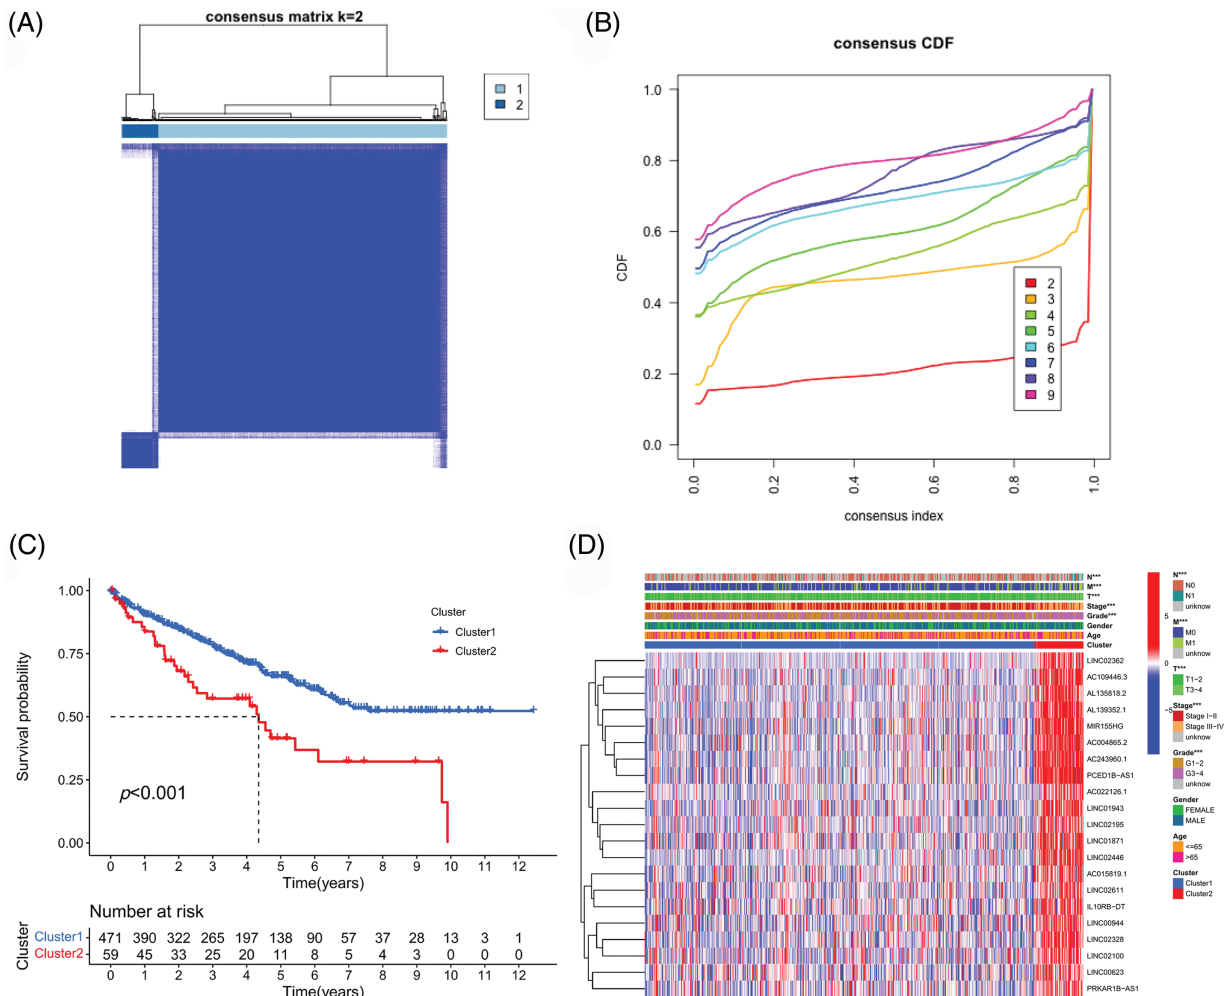 (A)
consensus matrix k=2
1
2
(B)
consensus CDF
CDF
1.0
0.8
0.6
0.4
0.2
0.0
2
3
4
5
6
7
8
9
0.0 0.2 0.4 0.6 0.8 1.0
consensus index
(C)
Survival probability
1.00
0.75
0.50
0.25
0.00
Cluster
Cluster1
Cluster2
p<0.001
0 1 2 3 4 5 6 7 8 9 10 11 12
Time(years)
Number at risk
Cluster
Cluster1 471 390 322 265 197 138 90 57 37 28 13 3 1
Cluster2 59 45 33 25 20 11 8 5 4 3 0 0 0
0 1 2 3 4 5 6 7 8 9 10 11 12
Time(years)
(D)
N***
M***
T***
Stage***
Grade***
Gender
Age
Cluster
LINC02362
AC109446.3
AL135818.2
AL139352.1
MIR155HG
AC004865.2
AC243960.1
PCED1B−AS1
AC022126.1
LINC01943
LINC02195
LINC01871
LINC02446
AC015819.1
LINC02611
IL10RB−DT
LINC00944
LINC02328
LINC02100
LINC00623
PRKAR1B−AS1
5
0
−5
N***
N0
N1
unknow
M***
M0
M1
unknow
T***
T1−2
T3−4
Stage***
Stage I−II
Stage III−IV
unknow
Grade***
G1−2
G3−4
unknow
Gender
FEMALE
MALE
Age
<=65
>65
Cluster
Cluster1
Cluster2